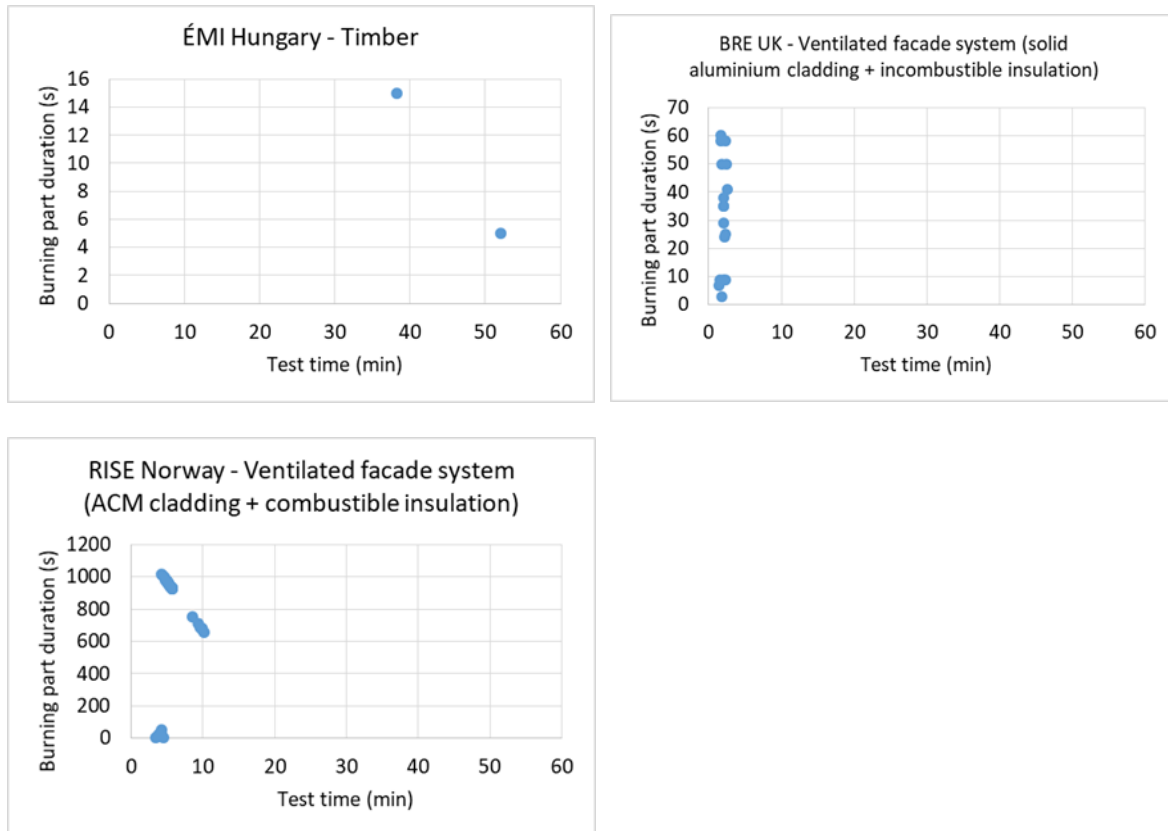 ÉMI Hungary - Timber
Burning part duration (s)
16
14
12
10
8
6
4
2
0
0 10 20 30 40 50 60
Test time (min)
BRE UK - Ventilated facade system (solid
aluminium cladding + incombustible insulation)
Burning part duration (s)
70
60
50
40
30
20
10
0
0 10 20 30 40 50 60
Test time (min)
RISE Norway - Ventilated facade system
(ACM cladding + combustible insulation)
Burning part duration (s)
1200
1000
800
600
400
200
0
0 10 20 30 40 50 60
Test time (min)